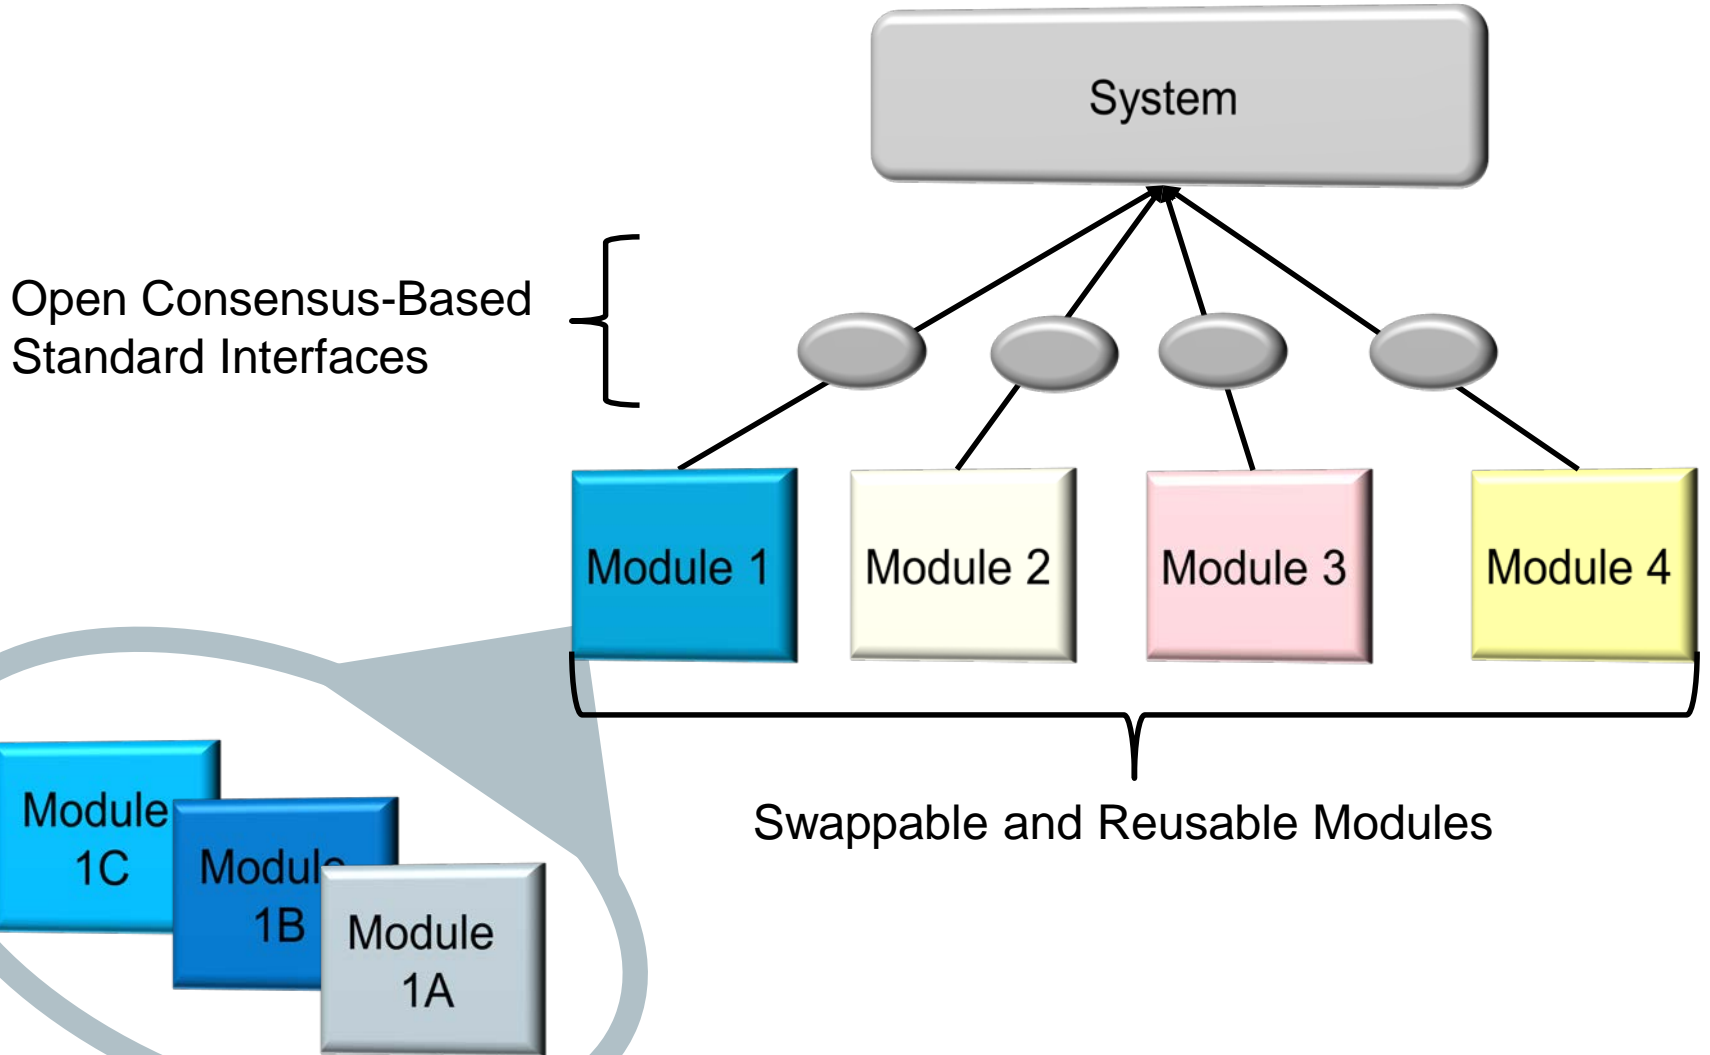 System
Open Consensus-Based
Standard Interfaces
Module 1
Module 2
Module 3
Module 4
Swappable and Reusable Modules
Module
1C
Modul
1B
Module
1A